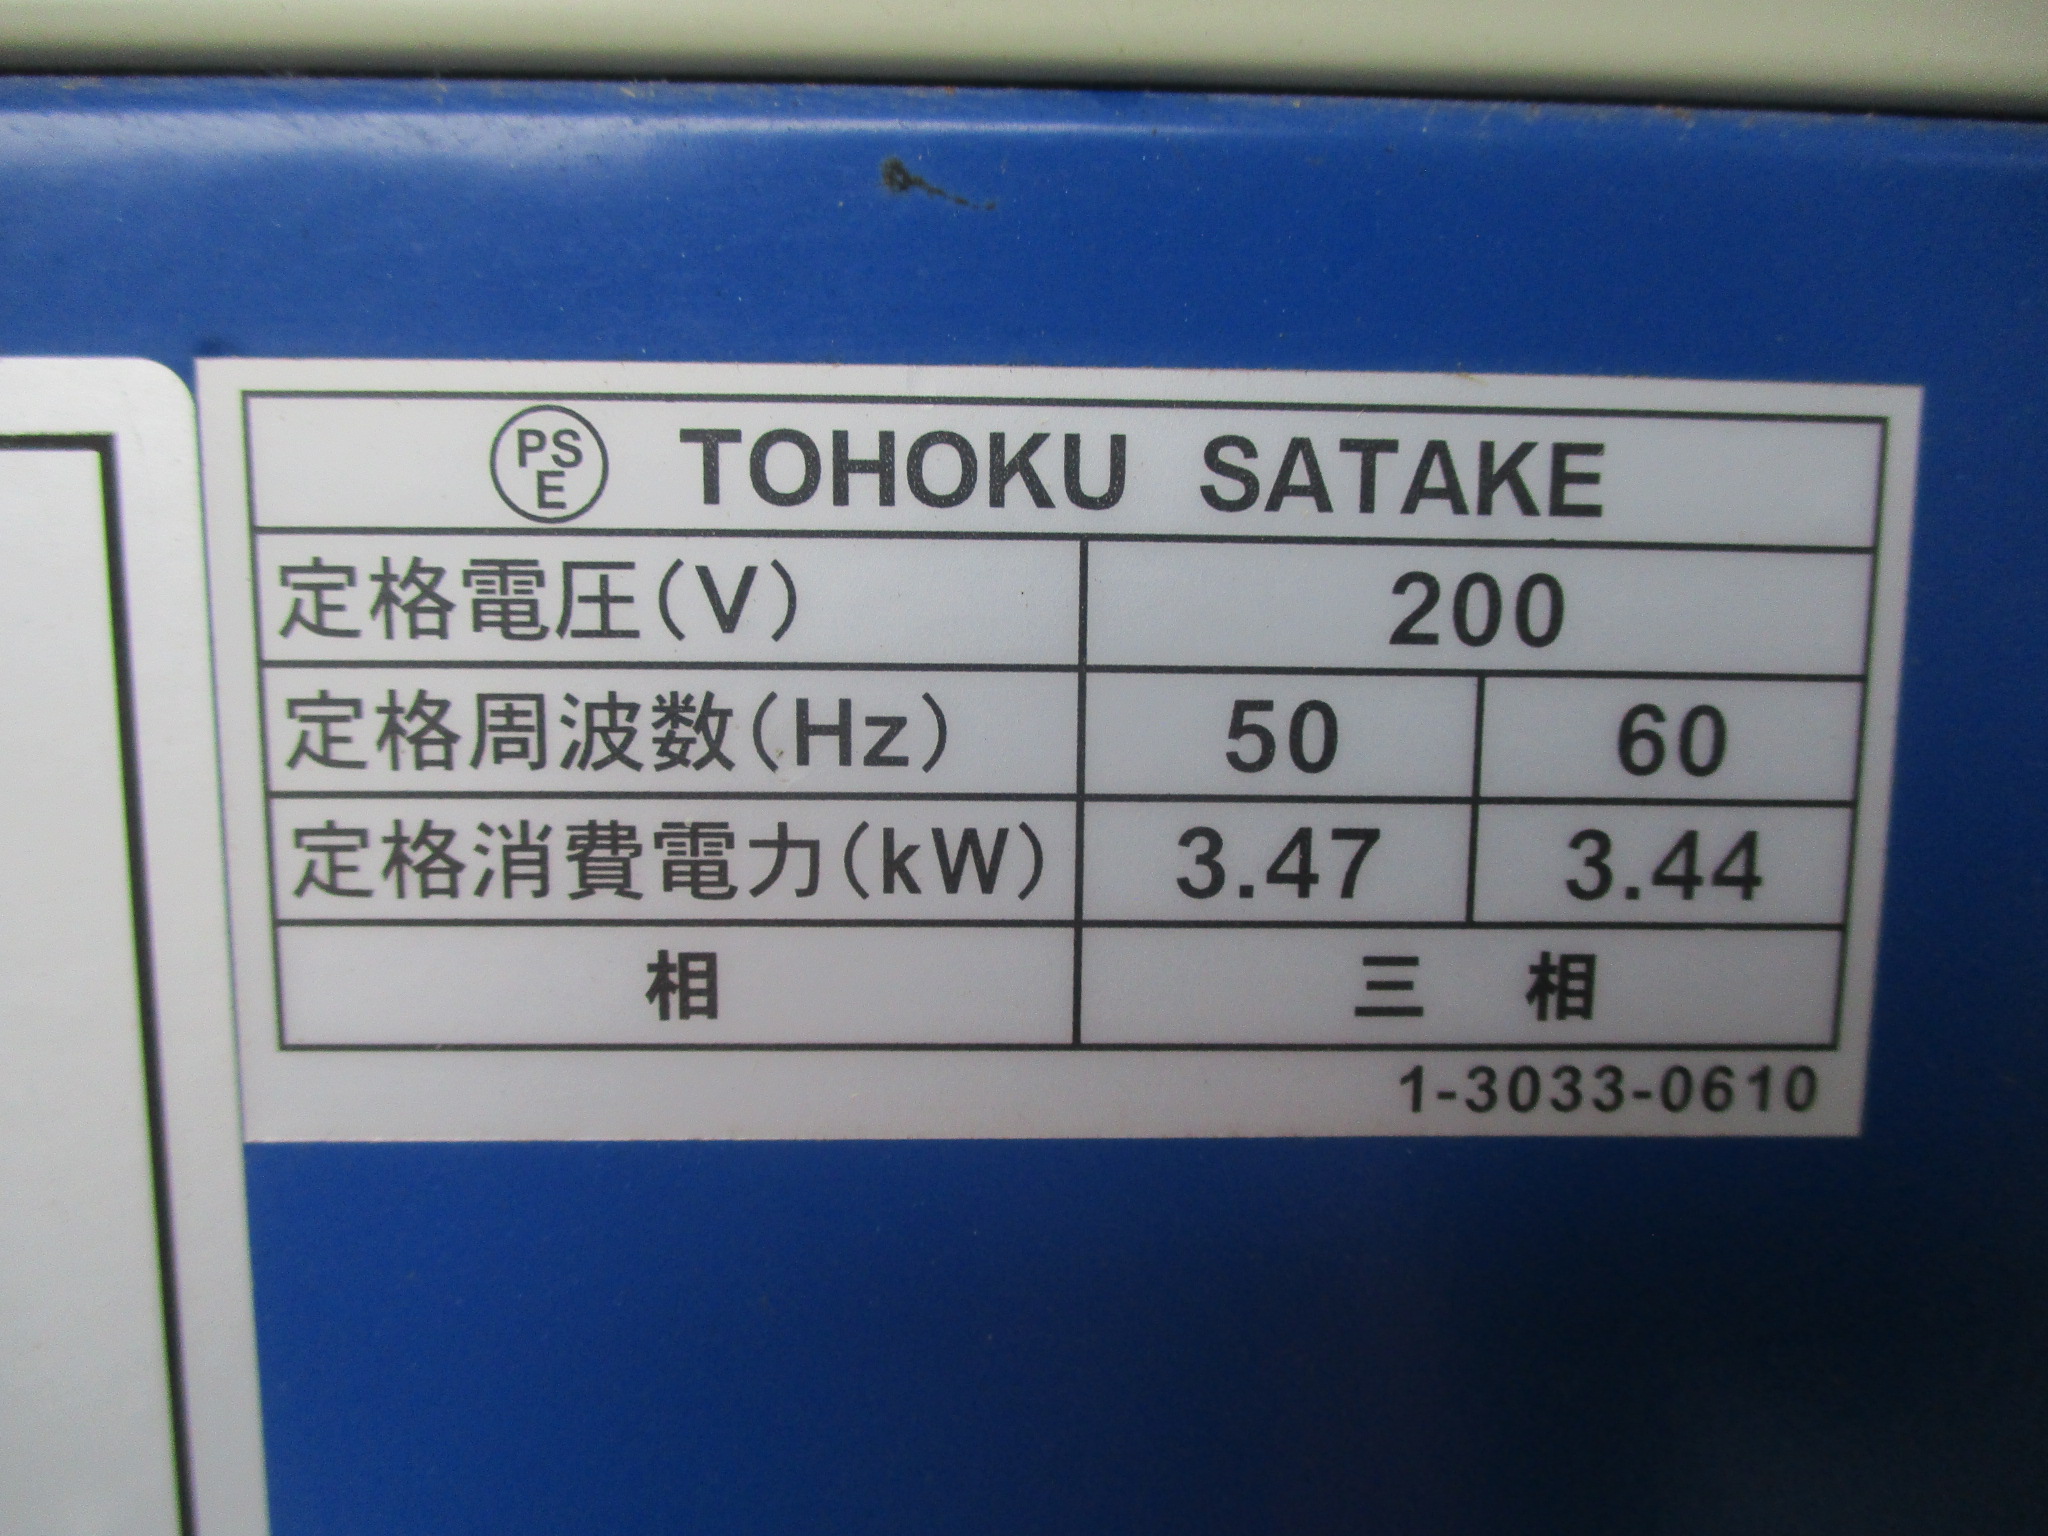 PSE TOHOKU SATAKE
定格電圧(V) 200
定格周波数(Hz) 50 60
定格消費電力(kW) 3.47 3.44
相 三相
1-3033-0610